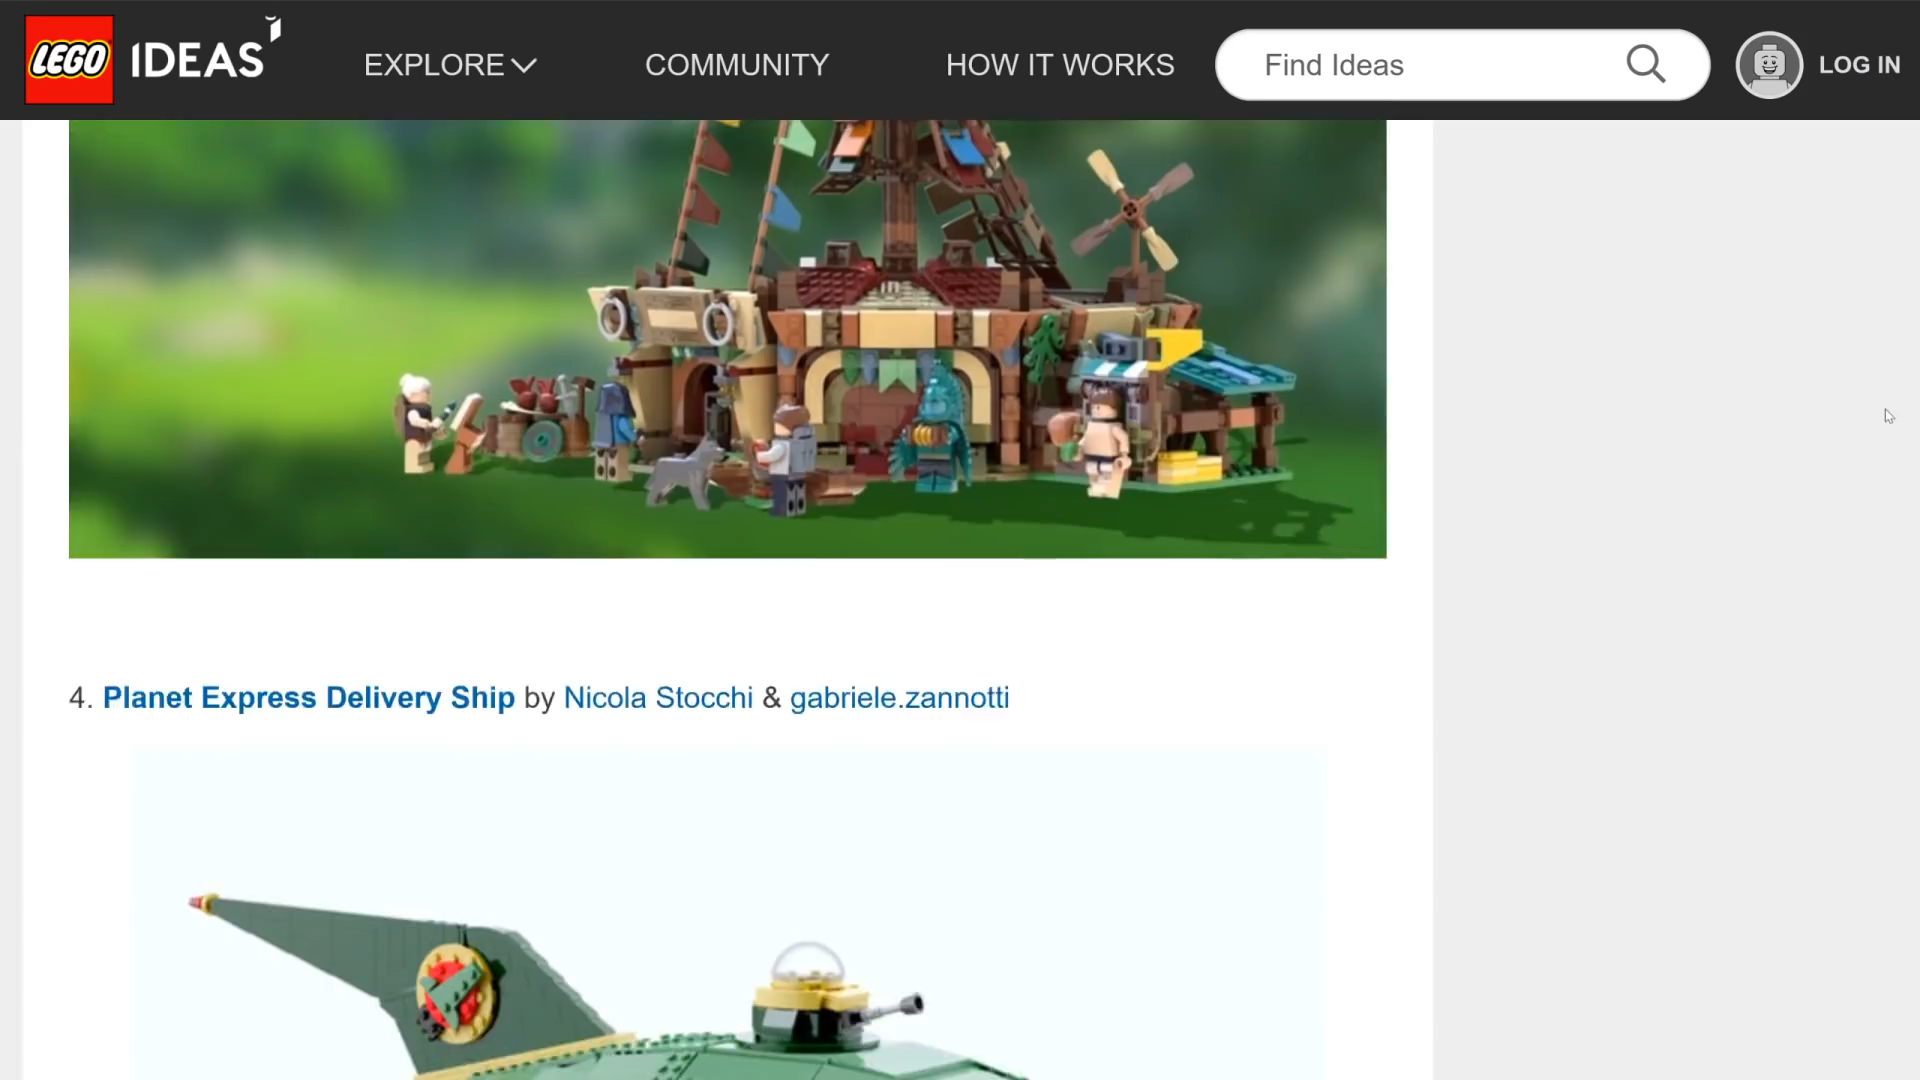 LEGO IDEAS
EXPLORE
COMMUNITY
HOW IT WORKS
Find Ideas
LOG IN
4. Planet Express Delivery Ship by Nicola Stocchi & gabriele.zannotti